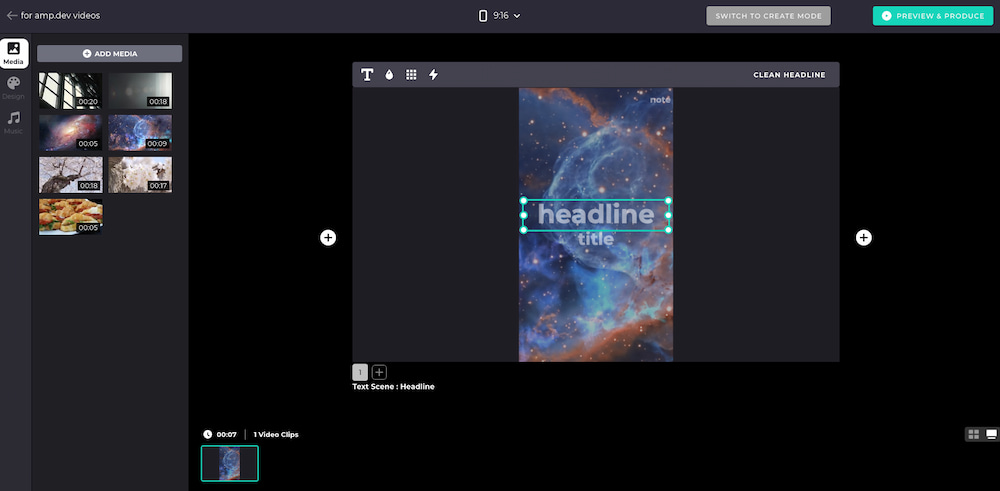 for amp.dev videos
9:16
SWITCH TO CREATE MODE
PREVIEW & PRODUCE
Media
ADD MEDIA
Design
Music
00:20
00:18
00:05
00:09
00:18
00:17
00:05
CLEAN HEADLINE
note
headline
title
1
Text Scene : Headline
00:07
1 Video Clips